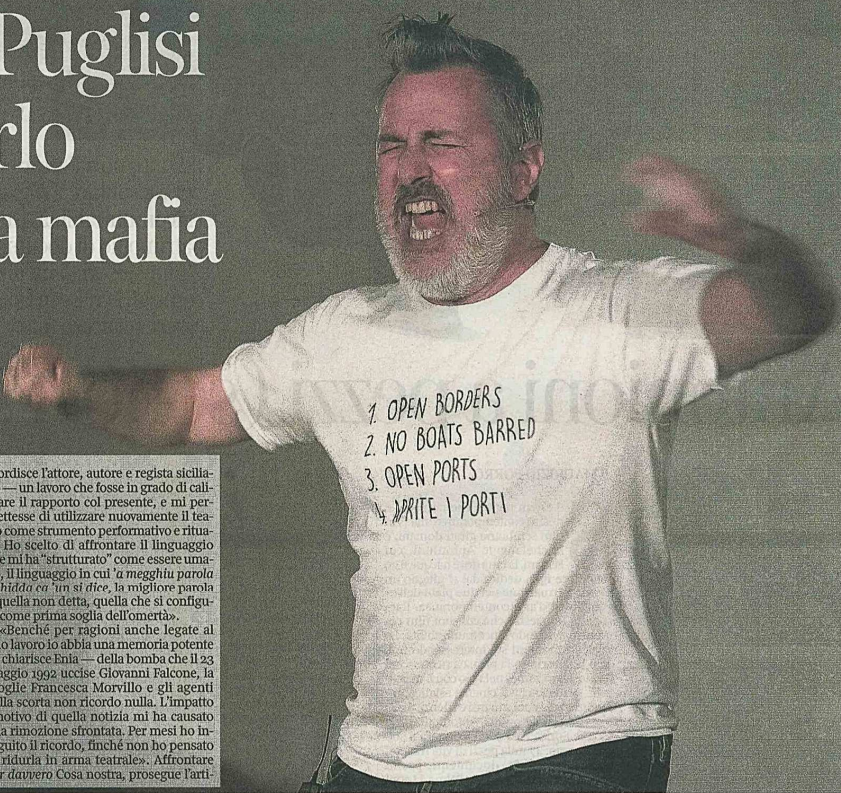 Puglisi
rlo
a mafia
1. OPEN BORDERS
2. NO BOATS BARRED
3. OPEN PORTS
4. APRITE I PORTI
ordisce l'attore, autore e regista sicilia-
— un lavoro che fosse in grado di cali-
are il rapporto col presente, e mi per-
ettesse di utilizzare nuovamente il tea-
o come strumento performativo e ritua-
Ho scelto di affrontare il linguaggio
e mi ha “strutturato” come essere uma-
, il linguaggio in cui 'a megghiu parola
hidda ca 'un si dice, la migliore parola
quella non detta, quella che si configu-
come prima soglia dell'omertà».
«Benché per ragioni anche legate al
o lavoro io abbia una memoria potente
chiarisce Enia — della bomba che il 23
aggio 1992 uccise Giovanni Falcone, la
oglie Francesca Morvillo e gli agenti
lla scorta non ricordo nulla. L'impatto
motivo di quella notizia mi ha causato
a rimozione sfrontata. Per mesi ho in-
guito il ricordo, finché non ho pensato
ridurla in arma teatrale». Affrontare
r davvero Cosa nostra, prosegue l'arti-